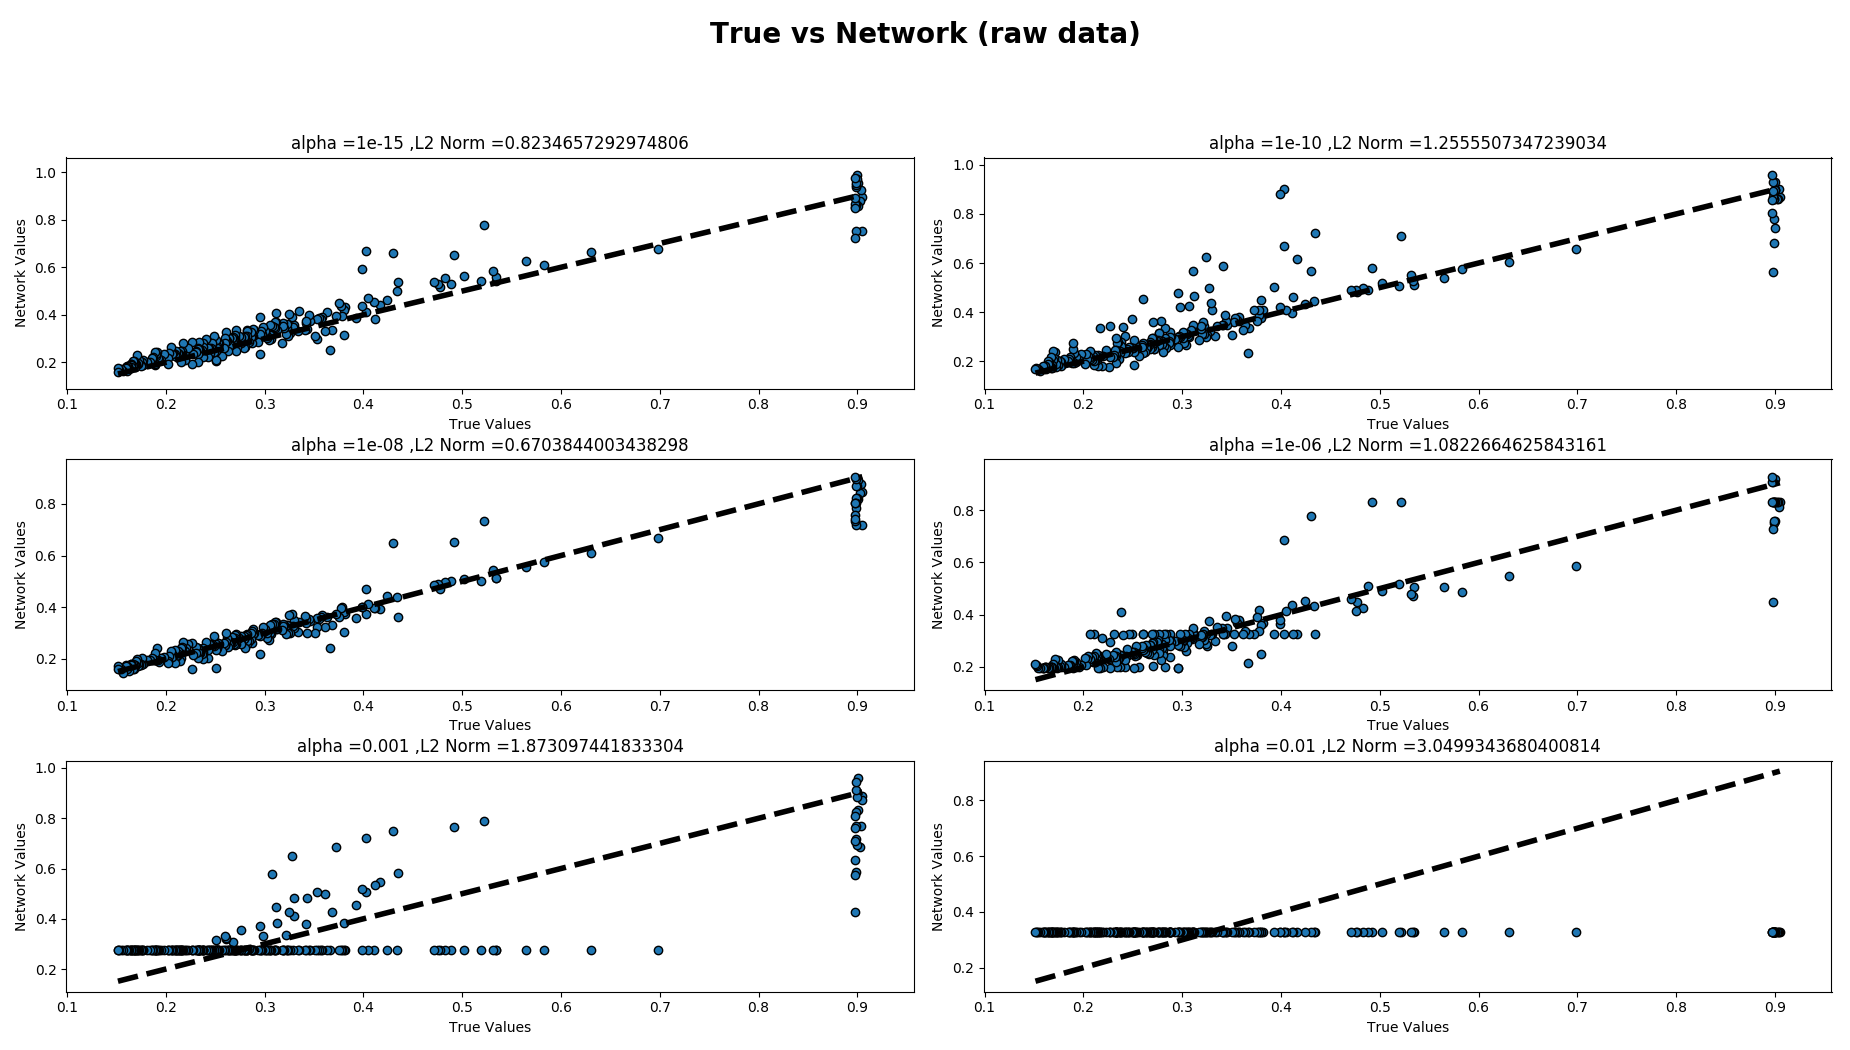 True vs Network (raw data)
alpha =1e-15 ,L2 Norm =0.8234657292974806
1.0
0.8
0.6
0.4
0.2
Network Values
0.1 0.2 0.3 0.4 0.5 0.6 0.7 0.8 0.9
True Values
alpha =1e-10 ,L2 Norm =1.2555507347239034
1.0
0.8
0.6
0.4
0.2
Network Values
0.1 0.2 0.3 0.4 0.5 0.6 0.7 0.8 0.9
True Values
alpha =1e-08 ,L2 Norm =0.6703844003438298
0.8
0.6
0.4
0.2
Network Values
0.1 0.2 0.3 0.4 0.5 0.6 0.7 0.8 0.9
True Values
alpha =1e-06 ,L2 Norm =1.0822664625843161
0.8
0.6
0.4
0.2
Network Values
0.1 0.2 0.3 0.4 0.5 0.6 0.7 0.8 0.9
True Values
alpha =0.001 ,L2 Norm =1.873097441833304
1.0
0.8
0.6
0.4
0.2
Network Values
0.1 0.2 0.3 0.4 0.5 0.6 0.7 0.8 0.9
True Values
alpha =0.01 ,L2 Norm =3.0499343680400814
0.8
0.6
0.4
0.2
Network Values
0.1 0.2 0.3 0.4 0.5 0.6 0.7 0.8 0.9
True Values